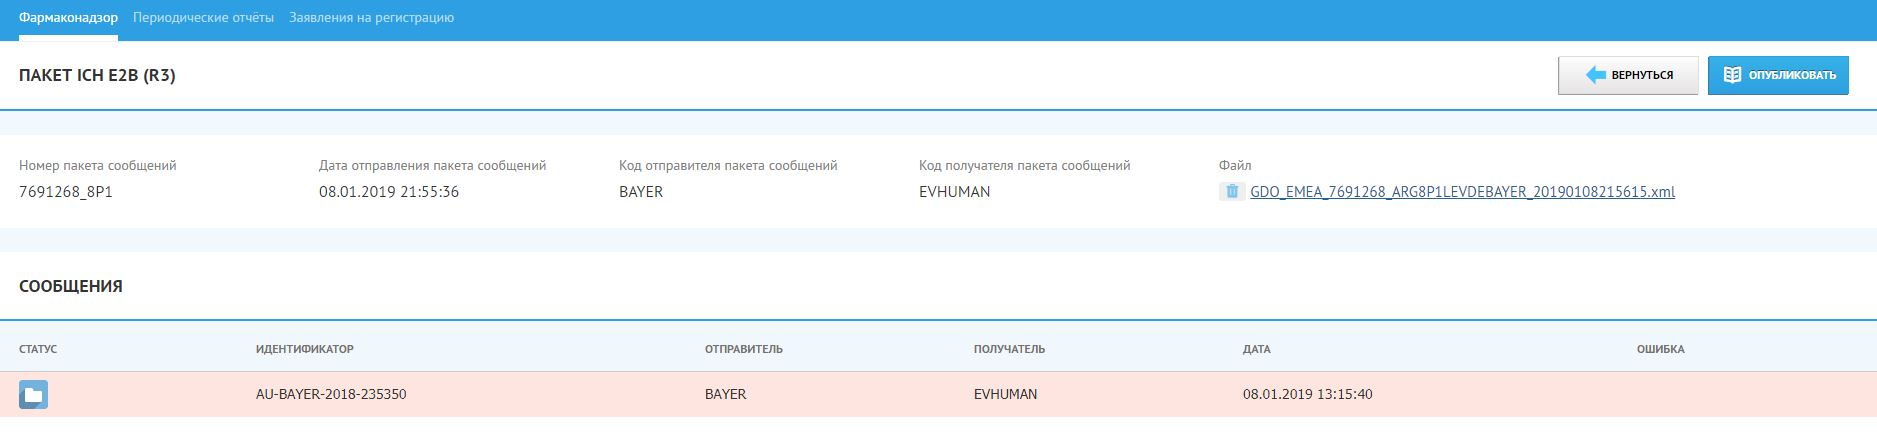 Фармаконадзор Периодические отчёты Заявления на регистрацию
ПАКЕТ ICH E2B (R3) ВЕРНУТЬСЯ ОПУБЛИКОВАТЬ
Номер пакета сообщений Дата отправления пакета сообщений Код отправителя пакета сообщений Код получателя пакета сообщений Файл
7691268_8P1 08.01.2019 21:55:36 BAYER EVHUMAN GDO_EMEA_7691268_ARG8P1LEVDEBAYER_20190108215615.xml
СООБЩЕНИЯ
СТАТУС ИДЕНТИФИКАТОР ОТПРАВИТЕЛЬ ПОЛУЧАТЕЛЬ ДАТА ОШИБКА
AU-BAYER-2018-235350 BAYER EVHUMAN 08.01.2019 13:15:40